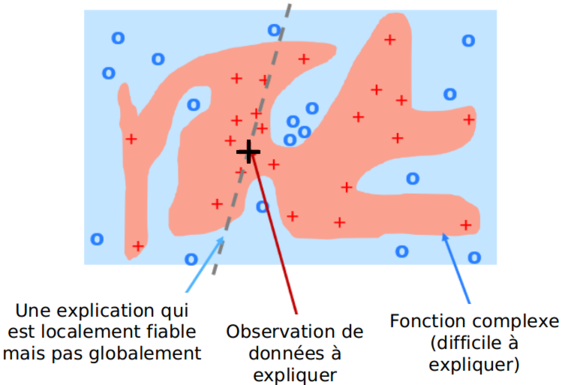 Une explication qui
est localement fiable
mais pas globalement
Observation de
données à
expliquer
Fonction complexe
(difficile à
expliquer)